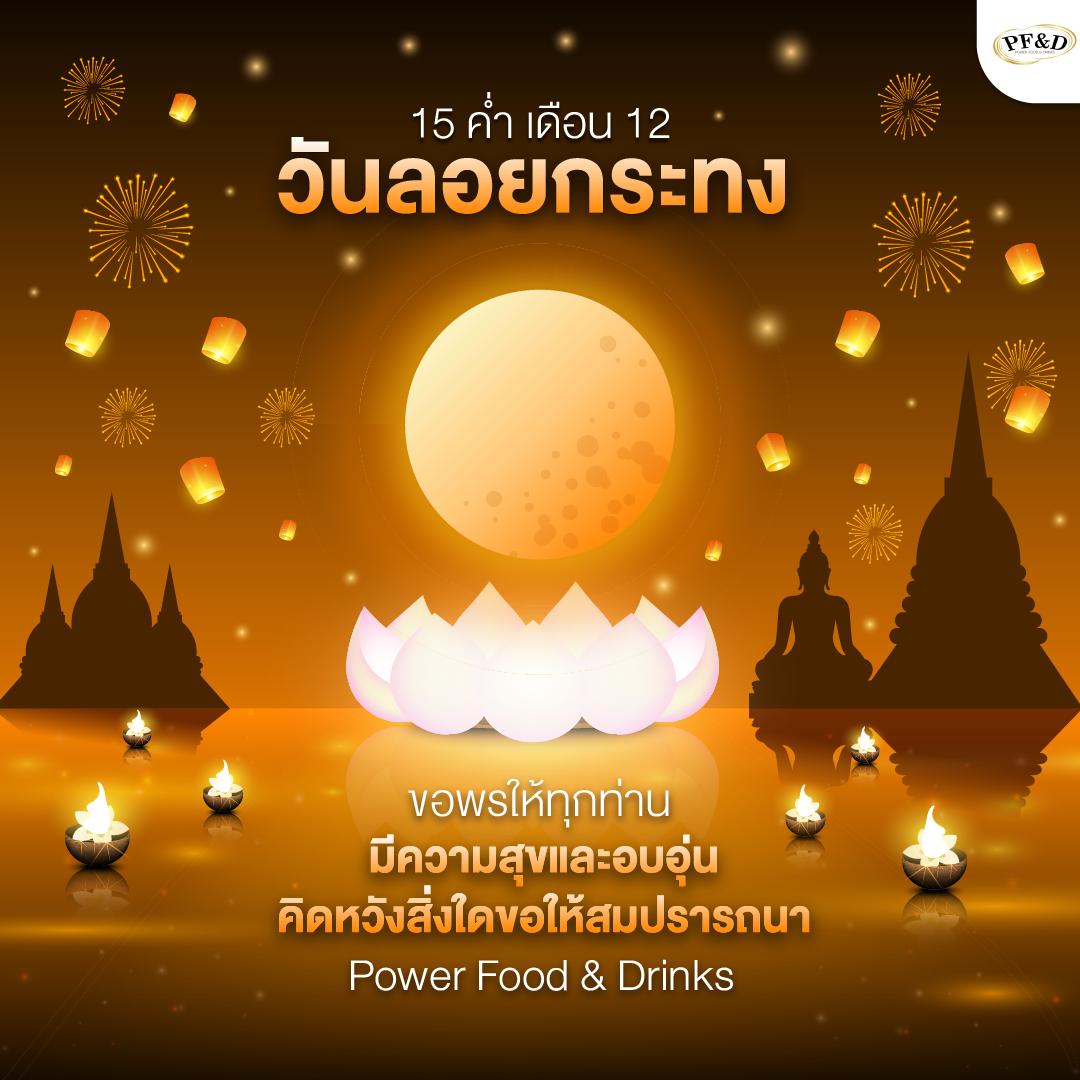 PF&D
POWER FOOD & DRINKS
15 ค่ำ เดือน 12
วันลอยกระทง
ขอพรให้ทุกท่าน
มีความสุขและอบอุ่น
คิดหวังสิ่งใดขอให้สมปรารถนา
Power Food & Drinks